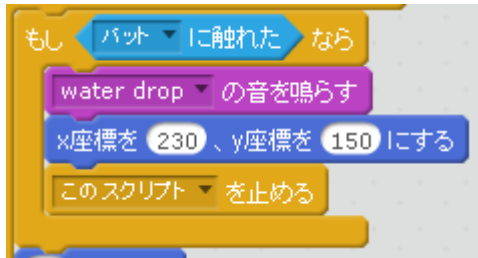 もし バット に触れた なら
water drop の音を鳴らす
x座標を 230 、y座標を 150 にする
このスクリプト を止める